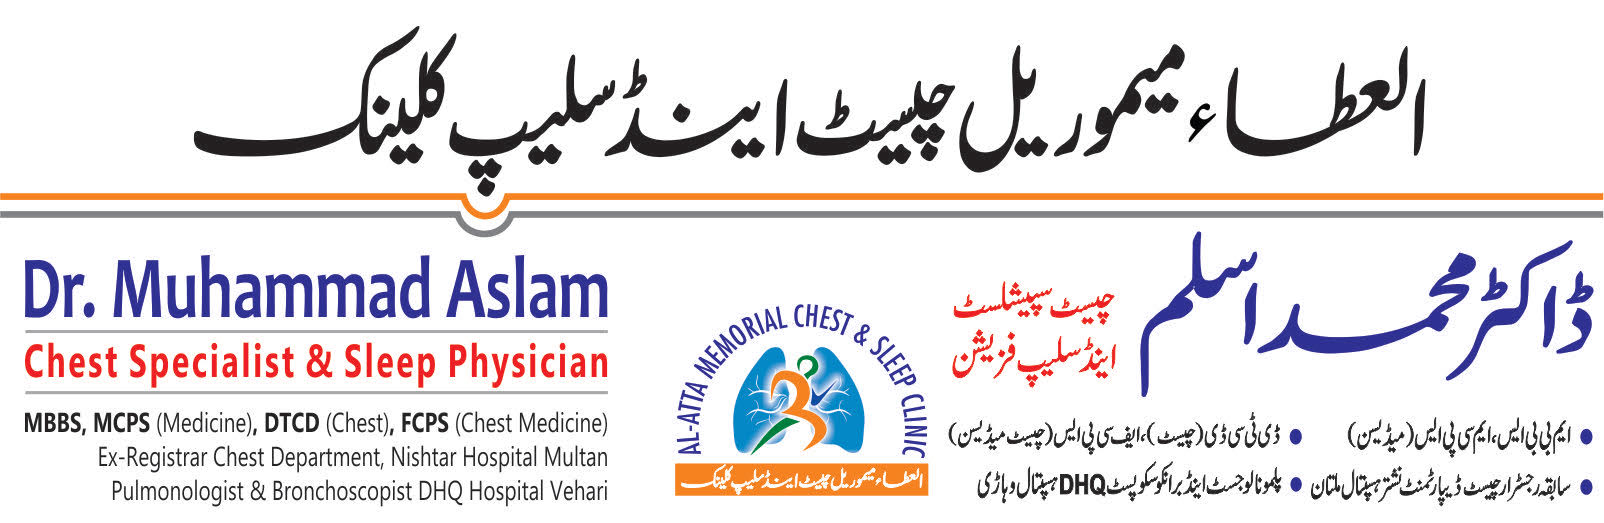 العطاء میموریل چیسٹ اینڈ سلیپ کلینک
Dr. Muhammad Aslam
Chest Specialist & Sleep Physician
MBBS, MCPS (Medicine), DTCD (Chest), FCPS (Chest Medicine)
Ex-Registrar Chest Department, Nishtar Hospital Multan
Pulmonologist & Bronchoscopist DHQ Hospital Vehari
AL-ATTA MEMORIAL CHEST & SLEEP CLINIC
العطاء میموریل چیسٹ اینڈ سلیپ کلینک
ڈاکٹر محمد اسلم
چیسٹ سپیشلسٹ
اینڈ سلیپ فزیشن
• ایم بی بی ایس، ایم سی پی ایس (میڈیسن) • ڈی ٹی سی ڈی (چیسٹ)، ایف سی پی ایس (چیسٹ میڈیسن)
• سابقہ رجسٹرار چیسٹ ڈیپارٹمنٹ نشتر ہسپتال ملتان • پلمونالوجسٹ اینڈ برانکوسکوپسٹ DHQ ہسپتال وہاڑی